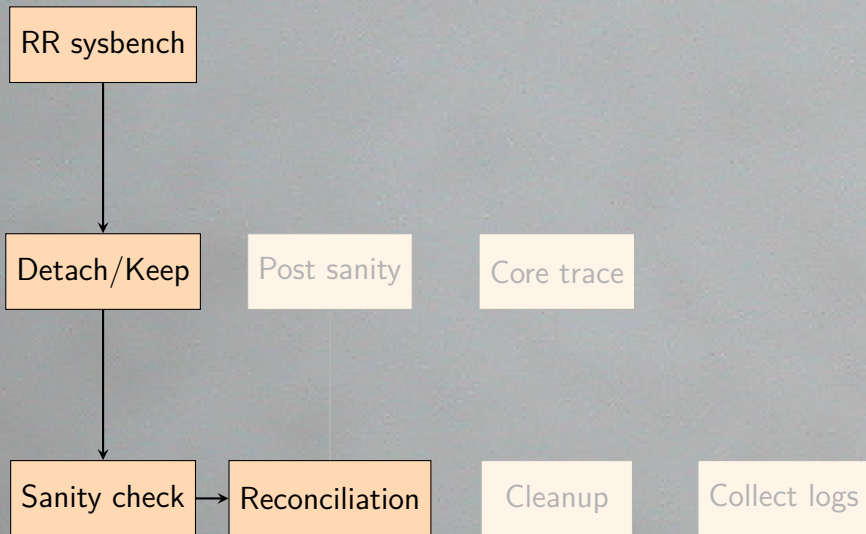 RR sysbench
Detach/Keep
Post sanity
Core trace
Sanity check
Reconciliation
Cleanup
Collect logs